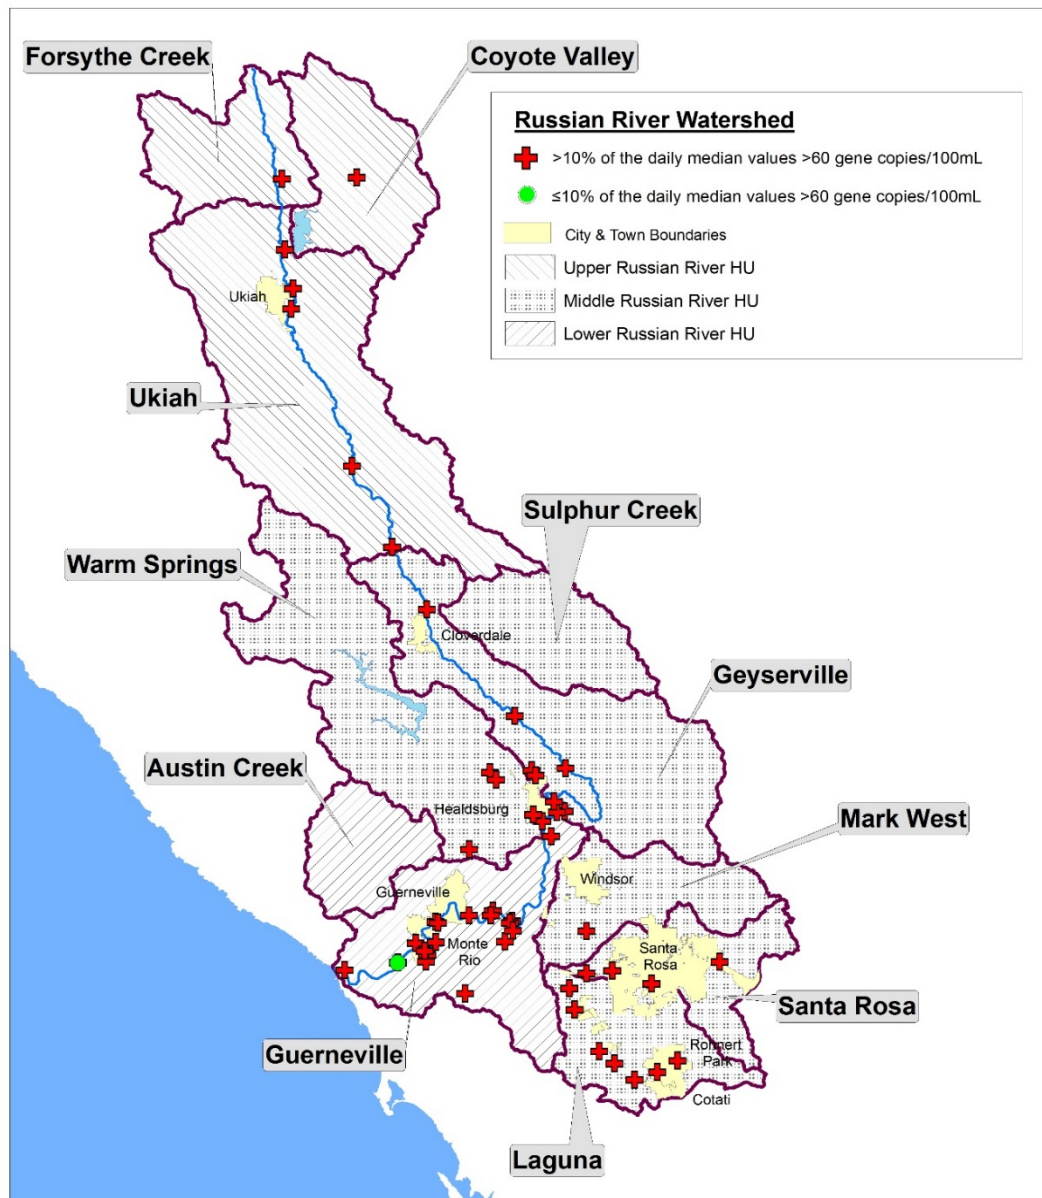 Forsythe Creek
Coyote Valley
Russian River Watershed
>10% of the daily median values >60 gene copies/100mL
≤10% of the daily median values >60 gene copies/100mL
City & Town Boundaries
Upper Russian River HU
Middle Russian River HU
Lower Russian River HU
Ukiah
Ukiah
Sulphur Creek
Warm Springs
Cloverdale
Geyserville
Austin Creek
Healdsburg
Mark West
Guerneville
Windsor
Monte
Rio
Santa
Rosa
Santa Rosa
Guerneville
Rohnert
Park
Cotati
Laguna